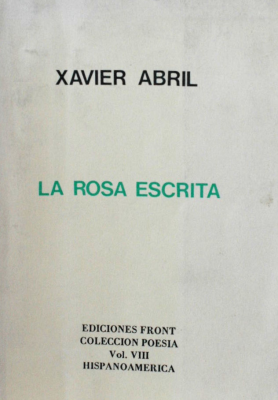 XAVIER ABRIL
LA ROSA ESCRITA
EDICIONES FRONT
COLECCION POESIA
Vol. VIII
HISPANOAMERICA